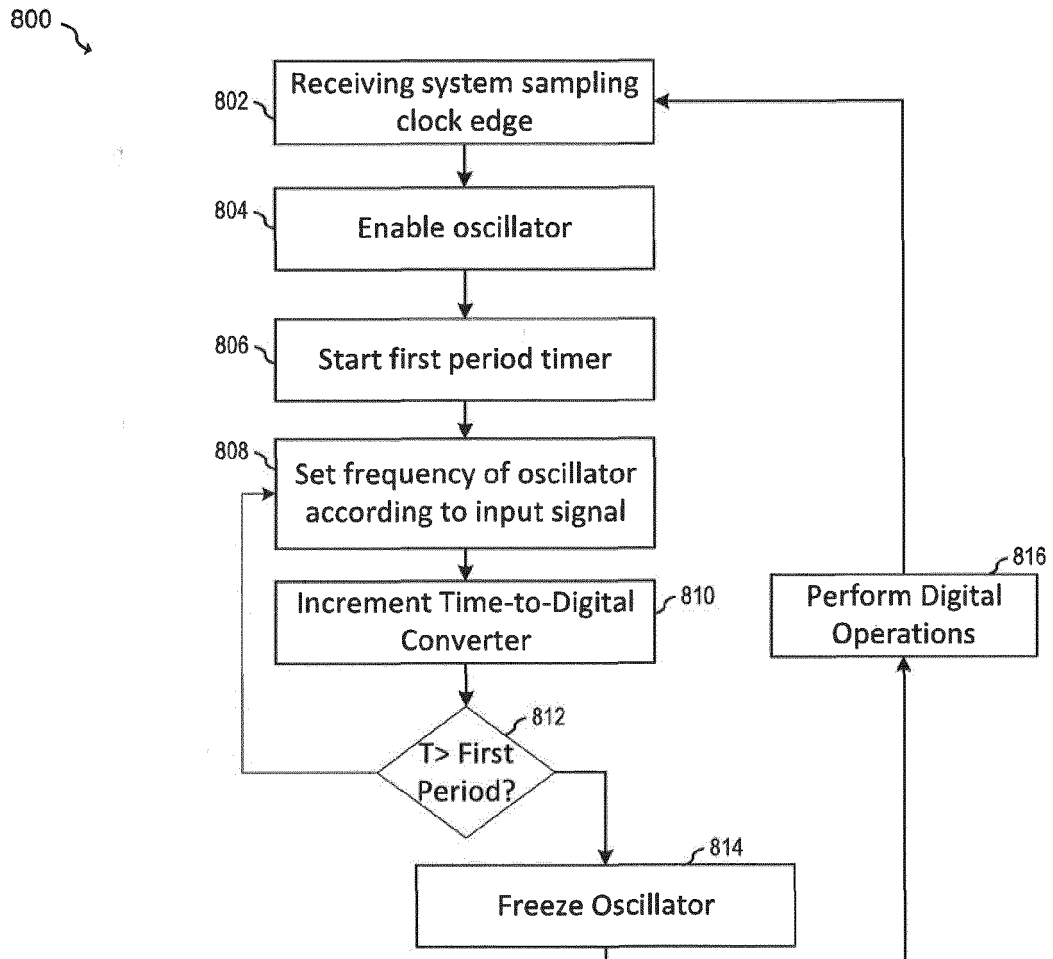 800
802
Receiving system sampling
clock edge
804
Enable oscillator
806
Start first period timer
808
Set frequency of oscillator
according to input signal
Increment Time-to-Digital
Converter
810
812
T> First
Period?
814
Freeze Oscillator
816
Perform Digital
Operations